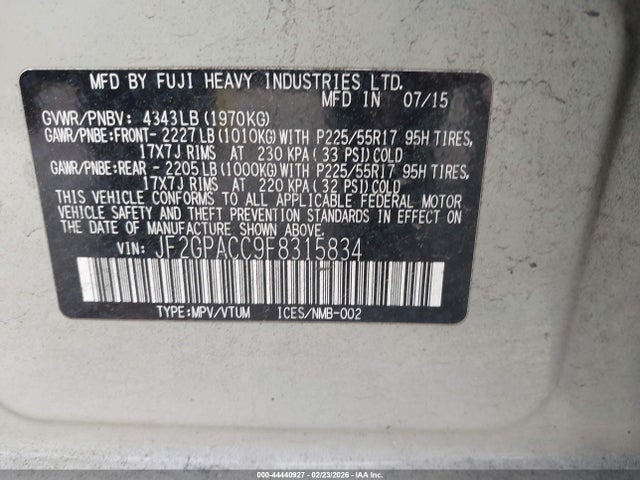 MFD BY FUJI HEAVY INDUSTRIES LTD.
MFD IN 07/15
GVWR/PNBV: 4343LB (1970KG)
GAWR/PNBE:FRONT- 2227LB (1010KG) WITH P225/55R17 95H TIRES,
17X7J RIMS AT 230 KPA (33 PSI) COLD
GAWR/PNBE:REAR - 2205LB (1000KG) WITH P225/55R17 95H TIRES,
17X7J RIMS AT 220 KPA (32 PSI) COLD
THIS VEHICLE CONFORMS TO ALL APPLICABLE FEDERAL MOTOR
VEHICLE SAFETY AND THEFT PREVENTION STANDARDS IN EFFECT
ON THE DATE OF MANUFACTURE SHOWN ABOVE.
VIN: JF2GPACC9F8315834
TYPE:MPV/VTUM ICES/NMB-002
000-44440927 - 02/23/2026 - IAA Inc.